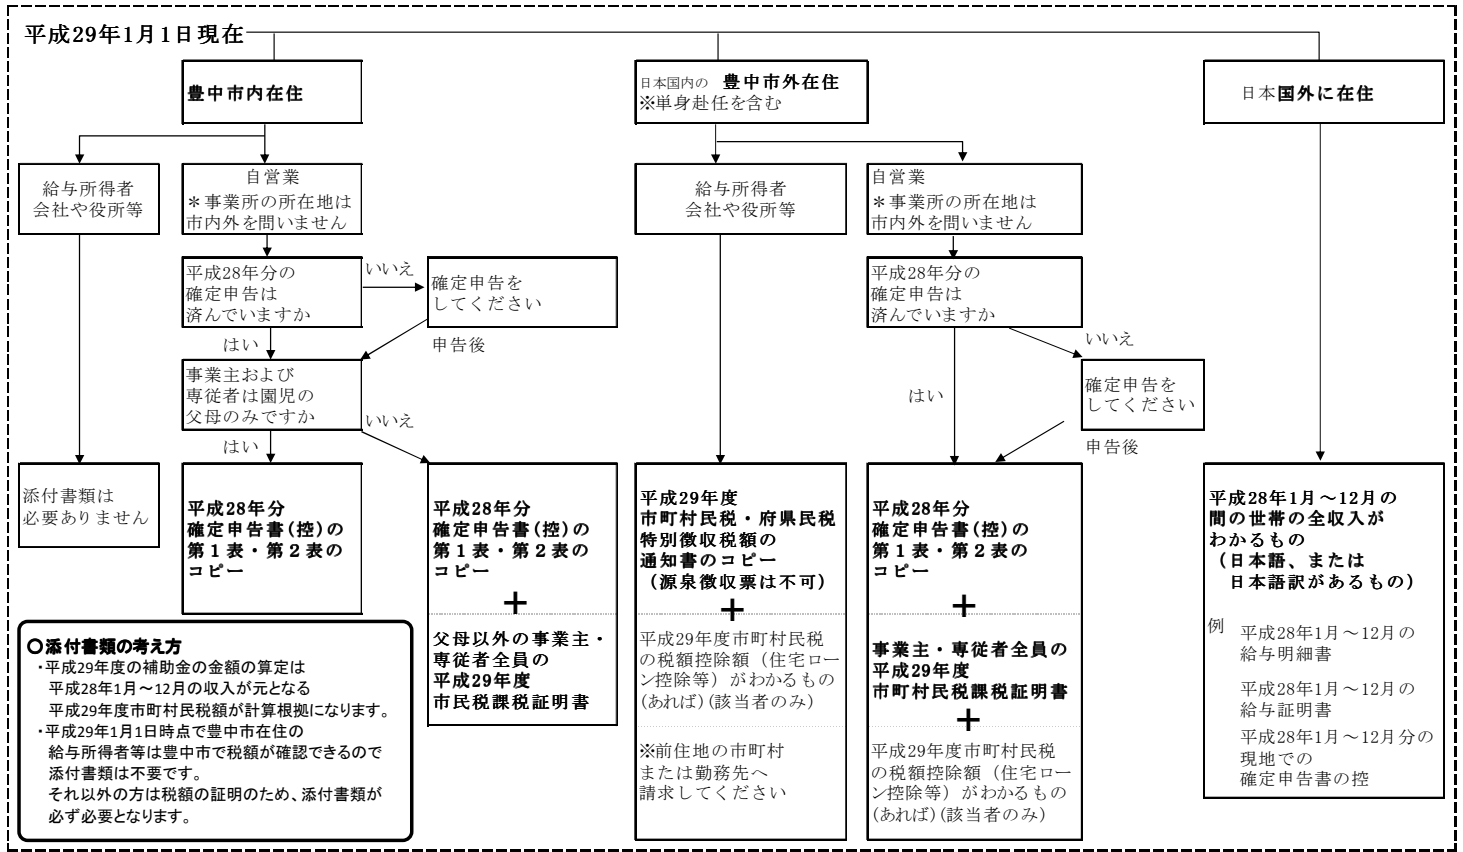 平成29年1月1日現在
豊中市内在住
日本国内の 豊中市外在住
※単身赴任を含む
日本国外に在住
給与所得者
会社や役所等
自営業
＊事業所の所在地は
市内外を問いません
給与所得者
会社や役所等
自営業
＊事業所の所在地は
市内外を問いません
平成28年分の
確定申告は
済んでいますか
いいえ
確定申告を
してください
平成28年分の
確定申告は
済んでいますか
はい
申告後
いいえ
事業主および
専従者は園児の
父母のみですか
いいえ
はい
確定申告を
してください
はい
申告後
添付書類は
必要ありません
平成28年分
確定申告書(控)の
第１表・第２表の
コピー
平成28年分
確定申告書(控)の
第１表・第２表の
コピー
＋
父母以外の事業主・
専従者全員の
平成29年度
市民税課税証明書
平成29年度
市町村民税・府県民税
特別徴収税額の
通知書のコピー
（源泉徴収票は不可）
＋
平成29年度市町村民税
の税額控除額（住宅ロー
ン控除等）がわかるもの
(あれば)(該当者のみ)
※前住地の市町村
または勤務先へ
請求してください
平成28年分
確定申告書(控)の
第１表・第２表の
コピー
＋
事業主・専従者全員の
平成29年度
市町村民税課税証明書
＋
平成29年度市町村民税
の税額控除額（住宅ロー
ン控除等）がわかるもの
(あれば)(該当者のみ)
平成28年1月～12月の
間の世帯の全収入が
わかるもの
（日本語、または
日本語訳があるもの）
例
平成28年1月～12月の
給与明細書
平成28年1月～12月の
給与証明書
平成28年1月～12月分の
現地での
確定申告書の控
○添付書類の考え方
・平成29年度の補助金の金額の算定は
平成28年1月～12月の収入が元となる
平成29年度市町村民税額が計算根拠になります。
・平成29年1月1日時点で豊中市在住の
給与所得者等は豊中市で税額が確認できるので
添付書類は不要です。
それ以外の方は税額の証明のため、添付書類が
必ず必要となります。